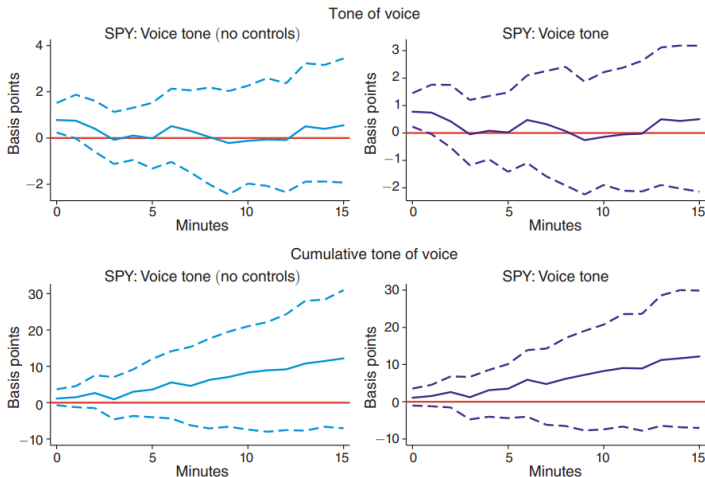 Tone of voice
SPY: Voice tone (no controls)
4
2
0
−2
Basis points
0
5
10
15
Minutes
SPY: Voice tone
3
2
1
0
−1
−2
Basis points
0
5
10
15
Minutes
Cumulative tone of voice
SPY: Voice tone (no controls)
30
20
10
0
−10
Basis points
0
5
10
15
Minutes
SPY: Voice tone
30
20
10
0
−10
Basis points
0
5
10
15
Minutes